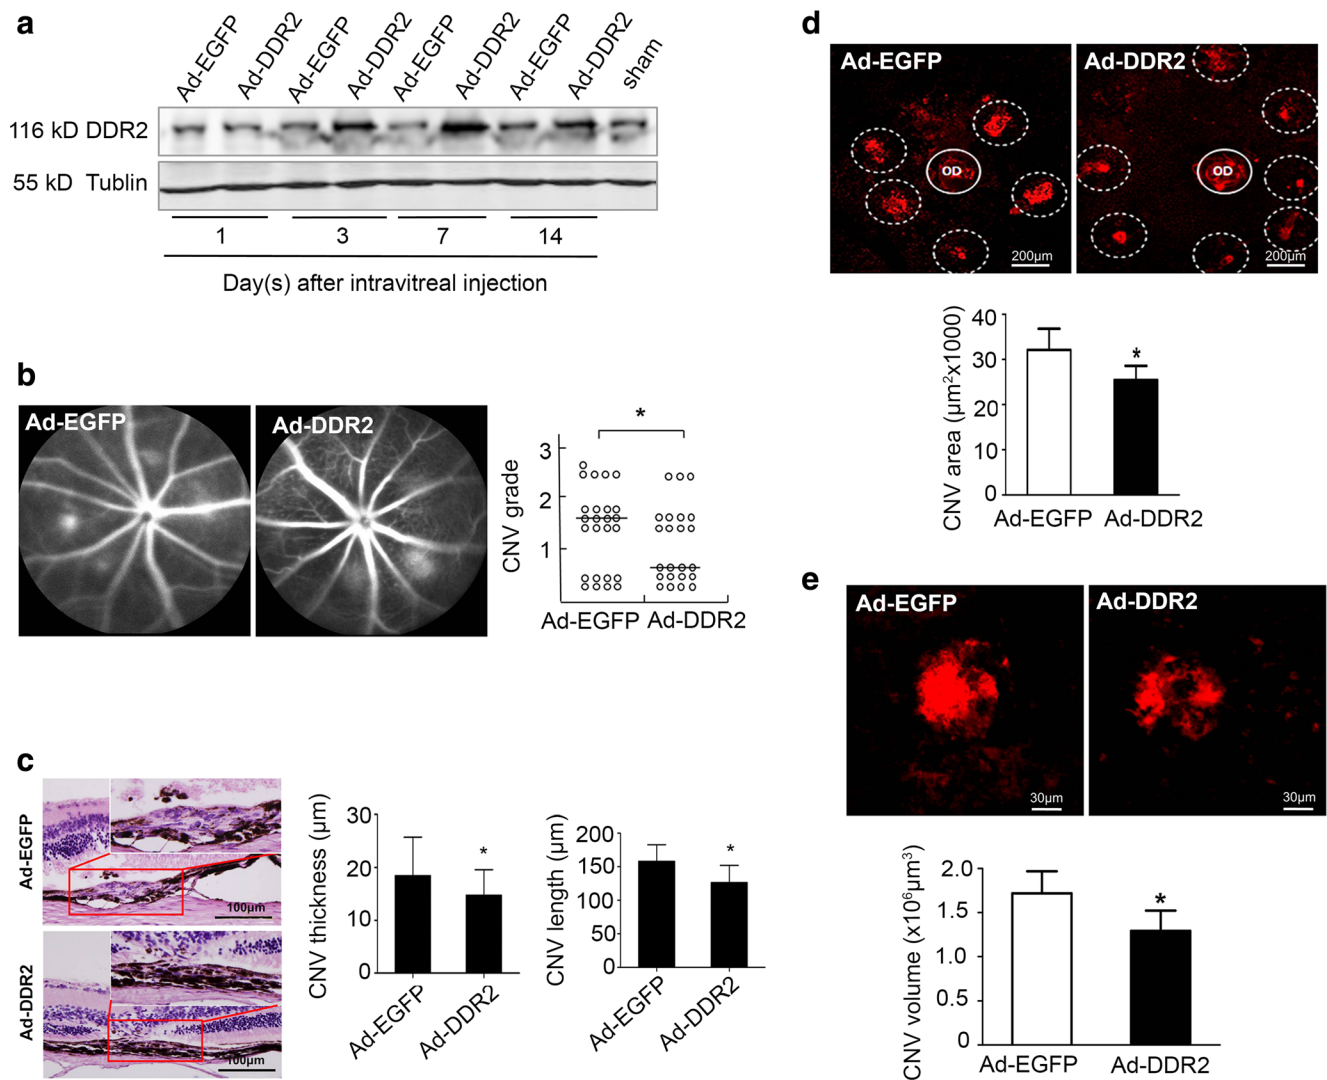 a
Ad-EGFP Ad-DDR2 Ad-EGFP Ad-DDR2 Ad-EGFP Ad-DDR2 Ad-EGFP Ad-DDR2 sham
116 kD DDR2
55 kD Tublin
1 3 7 14
Day(s) after intravitreal injection
b
Ad-EGFP
Ad-DDR2
CNV grade
3
2
1
*
Ad-EGFP Ad-DDR2
c
Ad-EGFP
100µm
Ad-DDR2
100µm
CNV thickness (µm)
30
20
10
0
*
Ad-EGFP Ad-DDR2
CNV length (µm)
200
150
100
50
0
*
Ad-EGFP Ad-DDR2
d
Ad-EGFP
OD
200µm
Ad-DDR2
OD
200µm
CNV area (µm²x1000)
40
30
20
10
0
*
Ad-EGFP Ad-DDR2
e
Ad-EGFP
30µm
Ad-DDR2
30µm
CNV volume (x10⁶µm³)
2.0
1.5
1.0
0.5
0
*
Ad-EGFP Ad-DDR2